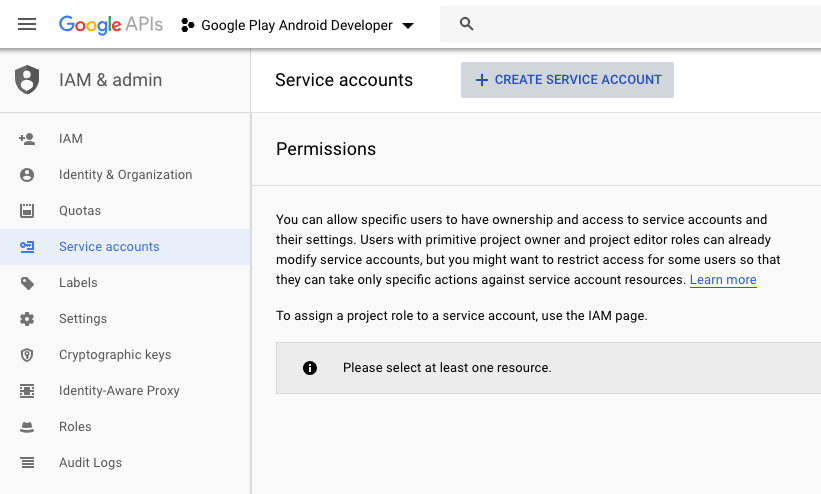 Google APIs
Google Play Android Developer
IAM & admin
Service accounts
CREATE SERVICE ACCOUNT
IAM
Identity & Organization
Quotas
Service accounts
Labels
Settings
Cryptographic keys
Identity-Aware Proxy
Roles
Audit Logs
Permissions
You can allow specific users to have ownership and access to service accounts and
their settings. Users with primitive project owner and project editor roles can already
modify service accounts, but you might want to restrict access for some users so that
they can take only specific actions against service account resources. Learn more
To assign a project role to a service account, use the IAM page.
Please select at least one resource.